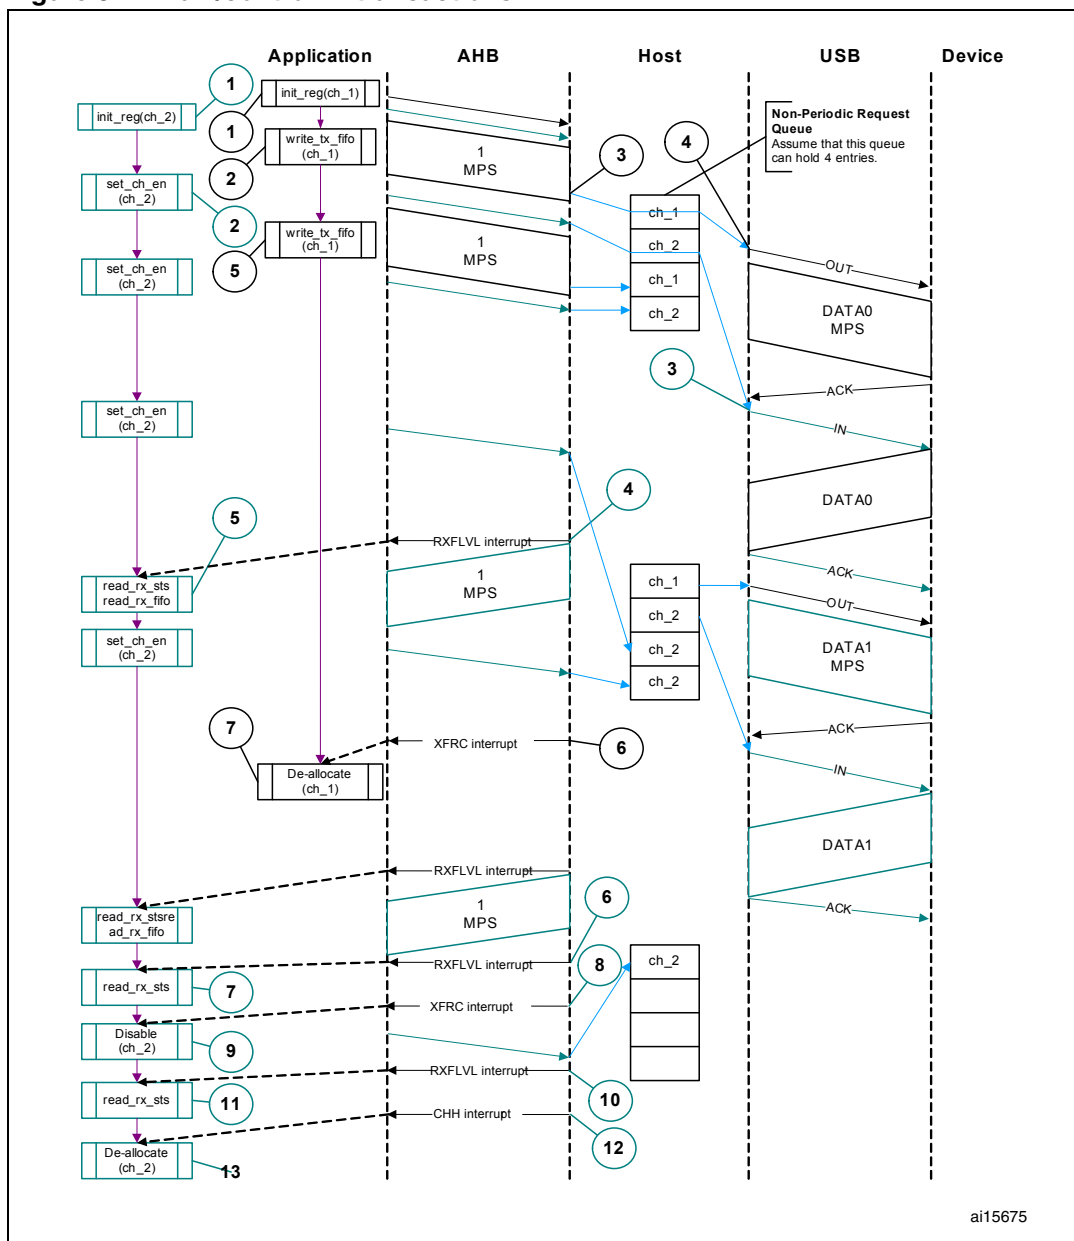 Application
AHB
Host
USB
Device
1
init_reg(ch_1)
init_reg(ch_2)
1
Non-Periodic Request
Queue
Assume that this queue
can hold 4 entries.
write_tx_fifo
(ch_1)
1
MPS
3
4
2
set_ch_en
(ch_2)
2
ch_1
write_tx_fifo
(ch_1)
5
1
MPS
ch_2
OUT
set_ch_en
(ch_2)
ch_1
ch_2
DATA0
MPS
3
ACK
set_ch_en
(ch_2)
IN
4
DATA0
5
RXFLVL interrupt
read_rx_sts
read_rx_fifo
1
MPS
ch_1
ACK
OUT
set_ch_en
(ch_2)
ch_2
ch_2
DATA1
MPS
ch_2
7
XFRC interrupt
6
ACK
De-allocate
(ch_1)
IN
DATA1
RXFLVL interrupt
6
read_rx_stsre
ad_rx_fifo
1
MPS
ACK
RXFLVL interrupt
8
ch_2
read_rx_sts
7
XFRC interrupt
Disable
(ch_2)
9
RXFLVL interrupt
10
read_rx_sts
11
CHH interrupt
12
De-allocate
(ch_2)
13
ai15675